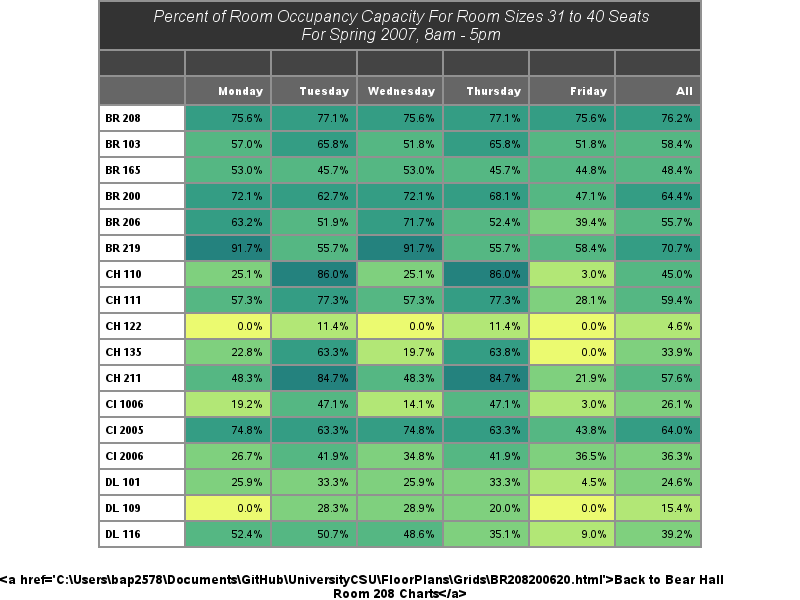 Percent of Room Occupancy Capacity For Room Sizes 31 to 40 Seats
For Spring 2007, 8am - 5pm
Monday Tuesday Wednesday Thursday Friday All
BR 208 75.6% 77.1% 75.6% 77.1% 75.6% 76.2%
BR 103 57.0% 65.8% 51.8% 65.8% 51.8% 58.4%
BR 165 53.0% 45.7% 53.0% 45.7% 44.8% 48.4%
BR 200 72.1% 62.7% 72.1% 68.1% 47.1% 64.4%
BR 206 63.2% 51.9% 71.7% 52.4% 39.4% 55.7%
BR 219 91.7% 55.7% 91.7% 55.7% 58.4% 70.7%
CH 110 25.1% 86.0% 25.1% 86.0% 3.0% 45.0%
CH 111 57.3% 77.3% 57.3% 77.3% 28.1% 59.4%
CH 122 0.0% 11.4% 0.0% 11.4% 0.0% 4.6%
CH 135 22.8% 63.3% 19.7% 63.8% 0.0% 33.9%
CH 211 48.3% 84.7% 48.3% 84.7% 21.9% 57.6%
CI 1006 19.2% 47.1% 14.1% 47.1% 3.0% 26.1%
CI 2005 74.8% 63.3% 74.8% 63.3% 43.8% 64.0%
CI 2006 26.7% 41.9% 34.8% 41.9% 36.5% 36.3%
DL 101 25.9% 33.3% 25.9% 33.3% 4.5% 24.6%
DL 109 0.0% 28.3% 28.9% 20.0% 0.0% 15.4%
DL 116 52.4% 50.7% 48.6% 35.1% 9.0% 39.2%
<a href='C:\Users\bap2578\Documents\GitHub\UniversityCSU\FloorPlans\Grids\BR208200620.html'>Back to Bear Hall
Room 208 Charts</a>